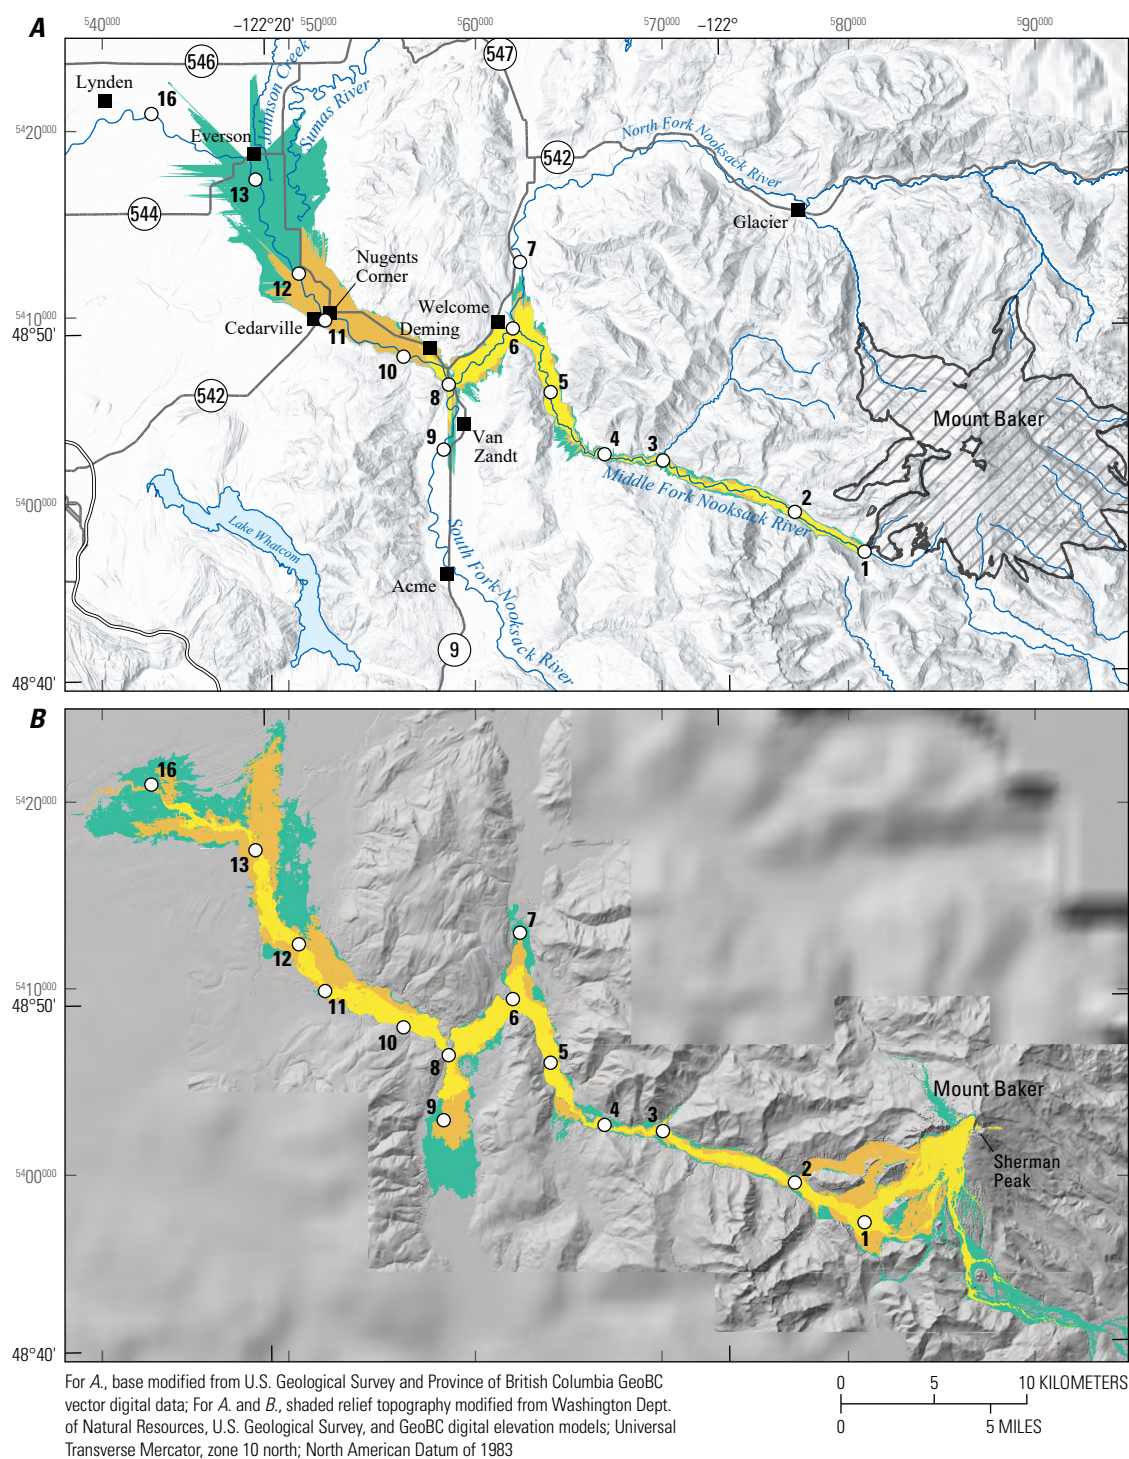 540000 −122°20' 550000 560000 570000 −122° 580000 590000
A
546
547
Lynden
16
Johnson Creek
Sumas River
5420000
Everson
North Fork Nooksack River
542
13
544
Glacier
7
Nugents
Corner
12
Welcome
5410000
48°50'
Cedarville
11
Deming
6
10
Mount Baker
5
8
542
9
Van
Zandt
4
3
Middle Fork Nooksack River
2
5400000
Lake Whatcom
South Fork Nooksack River
1
Acme
9
48°40'
B
16
5420000
13
7
12
5410000
48°50'
11
6
10
5
8
Mount Baker
9
4
3
Sherman
Peak
2
5400000
1
48°40'
For A., base modified from U.S. Geological Survey and Province of British Columbia GeoBC
vector digital data; For A. and B., shaded relief topography modified from Washington Dept.
of Natural Resources, U.S. Geological Survey, and GeoBC digital elevation models; Universal
Transverse Mercator, zone 10 north; North American Datum of 1983
0 5 10 KILOMETERS
0 5 MILES